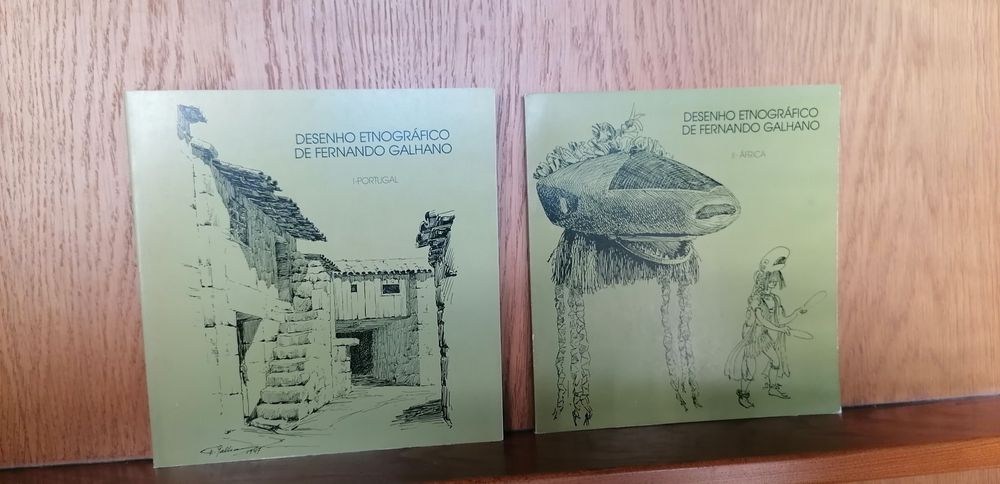 DESENHO ETNOGRÁFICO
DE FERNANDO GALHANO
I-PORTUGAL
DESENHO ETNOGRÁFICO
DE FERNANDO GALHANO
II-ÁFRICA